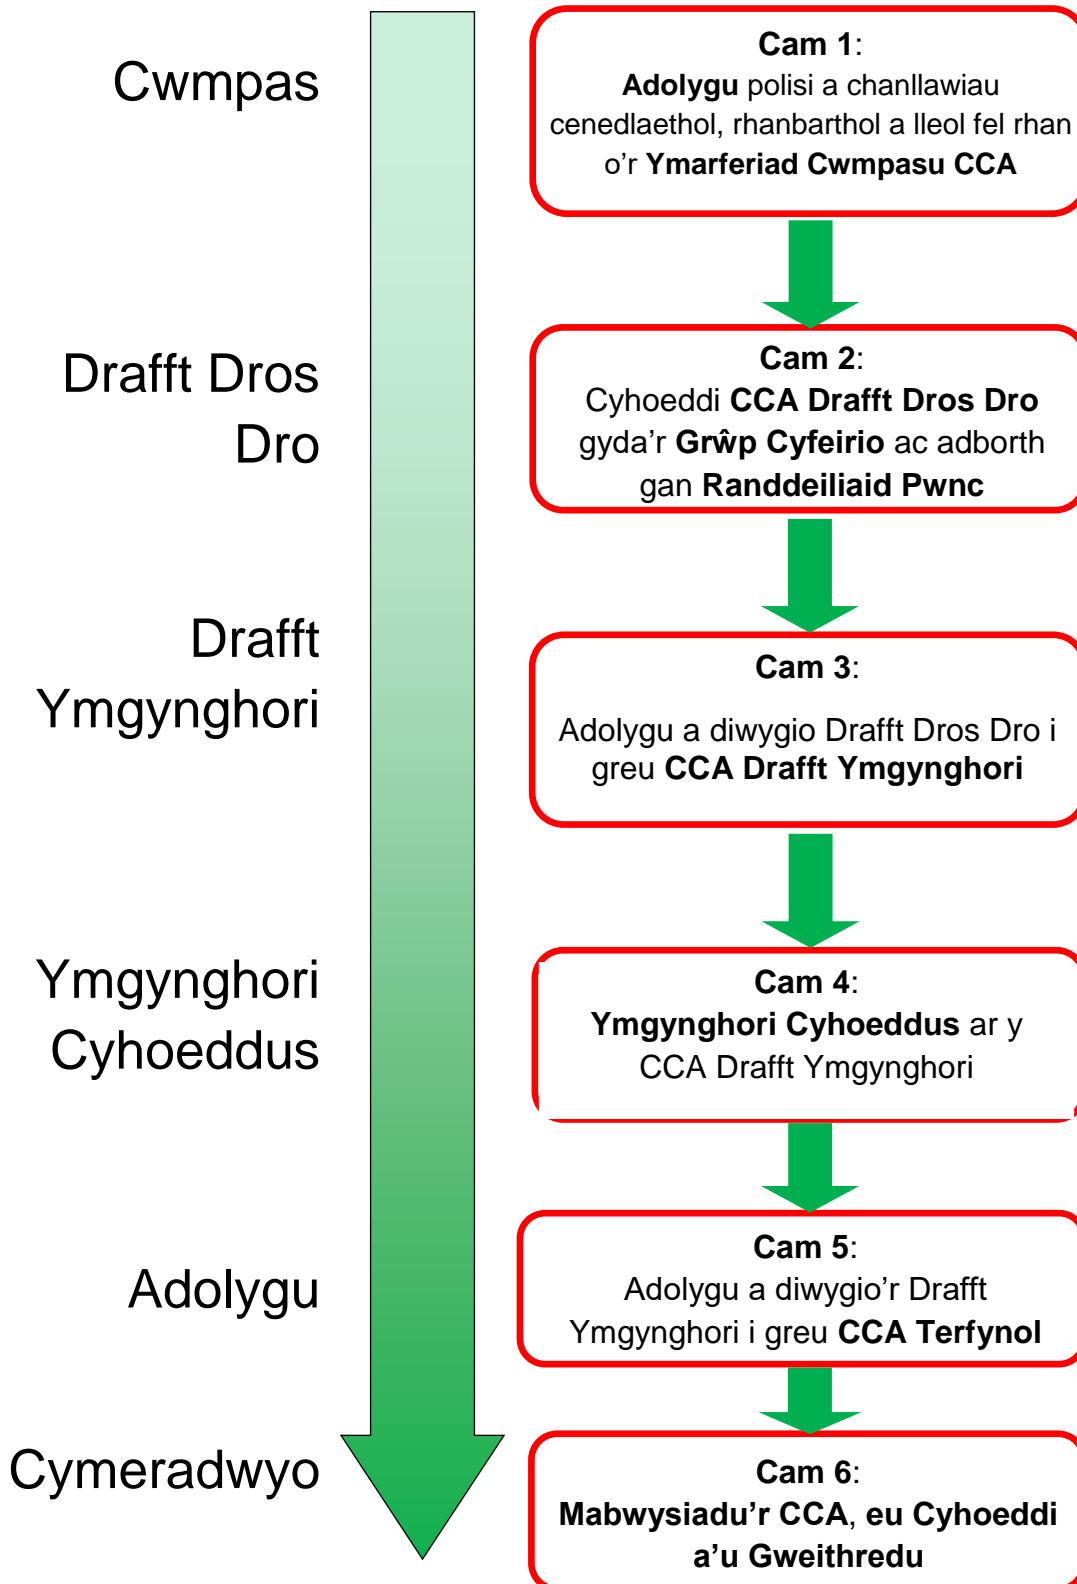 Cwmpas
Cam 1:
Adolygu polisi a chanllawiau
cenedlaethol, rhanbarthol a lleol fel rhan
o’r Ymarferiad Cwmpasu CCA
Drafft Dros
Dro
Cam 2:
Cyhoeddi CCA Drafft Dros Dro
gyda’r Grŵp Cyfeirio ac adborth
gan Randdeiliaid Pwnc
Drafft
Ymgynghori
Cam 3:
Adolygu a diwygio Drafft Dros Dro i
greu CCA Drafft Ymgynghori
Ymgynghori
Cyhoeddus
Cam 4:
Ymgynghori Cyhoeddus ar y
CCA Drafft Ymgynghori
Adolygu
Cam 5:
Adolygu a diwygio’r Drafft
Ymgynghori i greu CCA Terfynol
Cymeradwyo
Cam 6:
Mabwysiadu’r CCA, eu Cyhoeddi
a’u Gweithredu